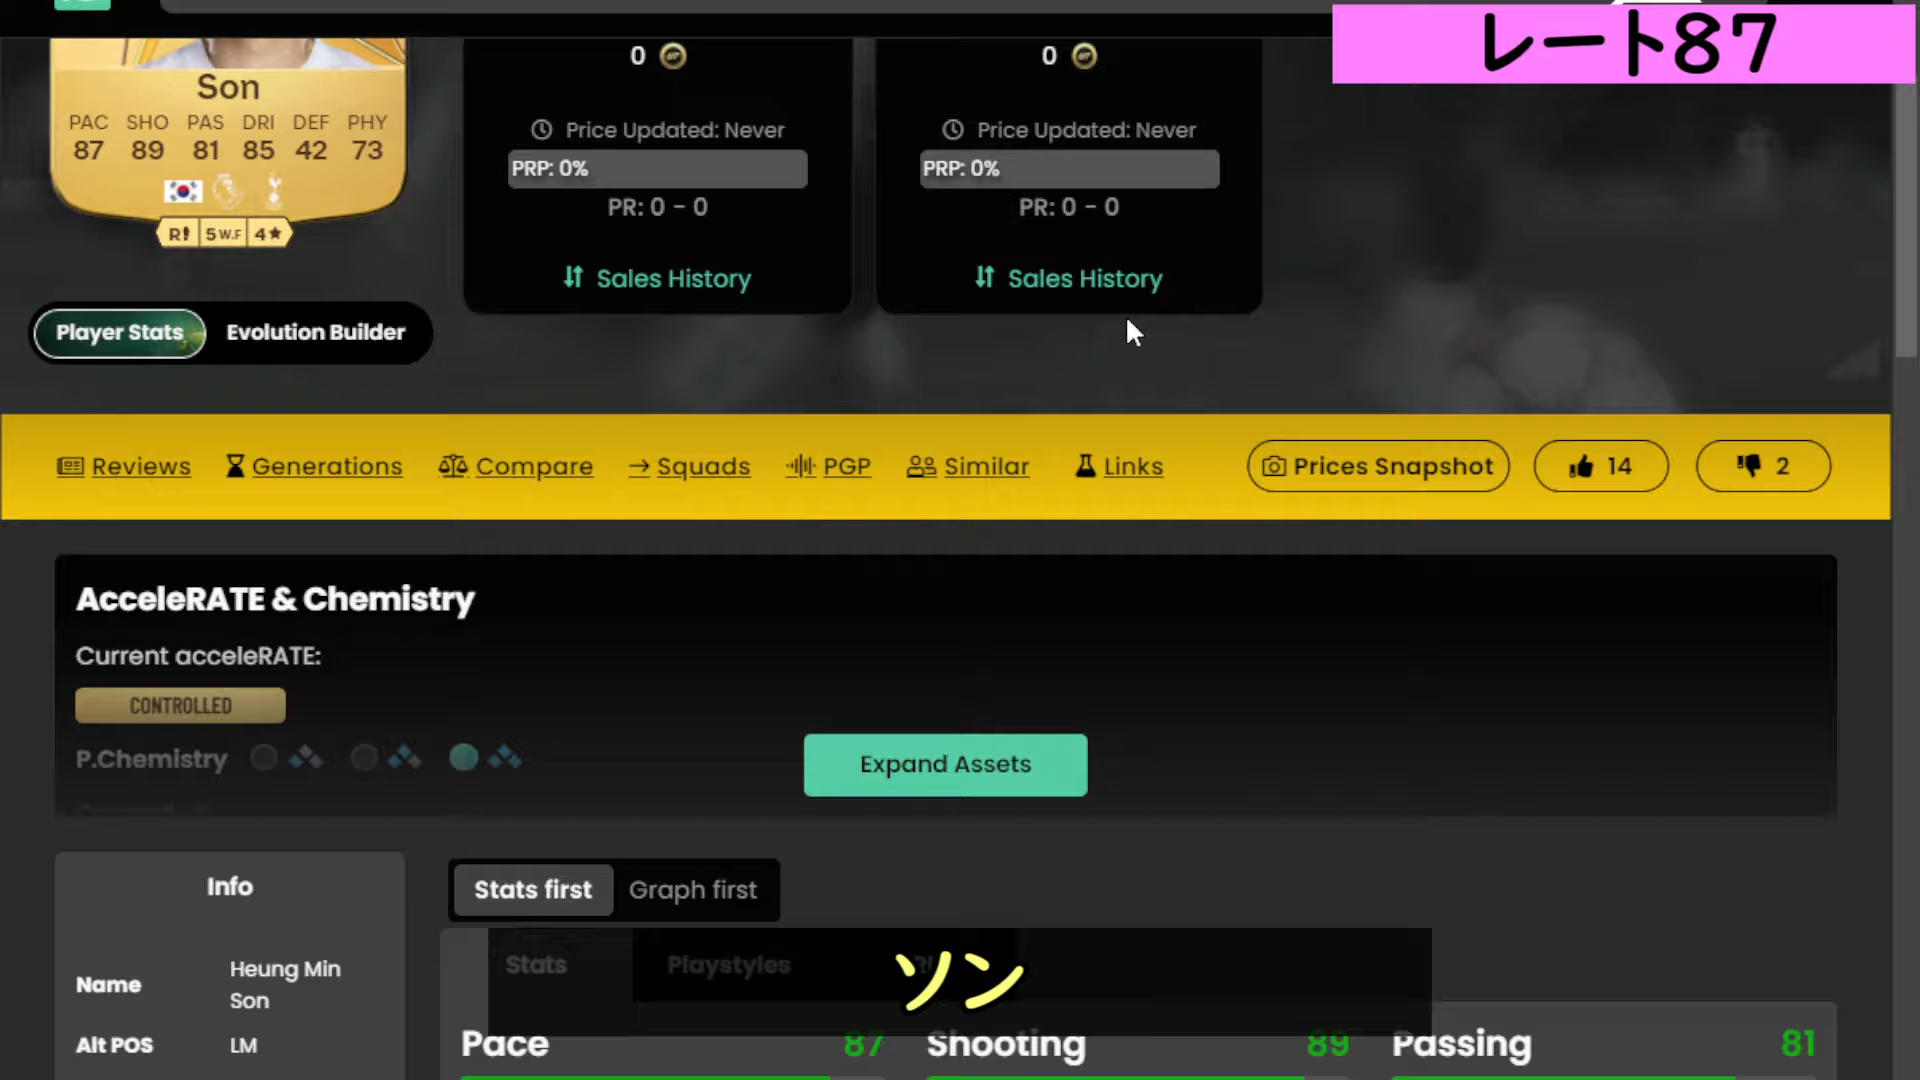 レート87
Son
PAC SHO PAS DRI DEF PHY
87 89 81 85 42 73
R 5 W.F 4★
0
Price Updated: Never
PRP: 0%
PR: 0 - 0
Sales History
0
Price Updated: Never
PRP: 0%
PR: 0 - 0
Sales History
Player Stats
Evolution Builder
Reviews
Generations
Compare
Squads
PGP
Similar
Links
Prices Snapshot
14
2
AcceleRATE & Chemistry
Current acceleRATE:
CONTROLLED
P.Chemistry
Expand Assets
Info
Name Heung Min
Son
Alt POS LM
Stats first
Graph first
Stats
Playstyles
ソン
Pace 87
Shooting 89
Passing 81